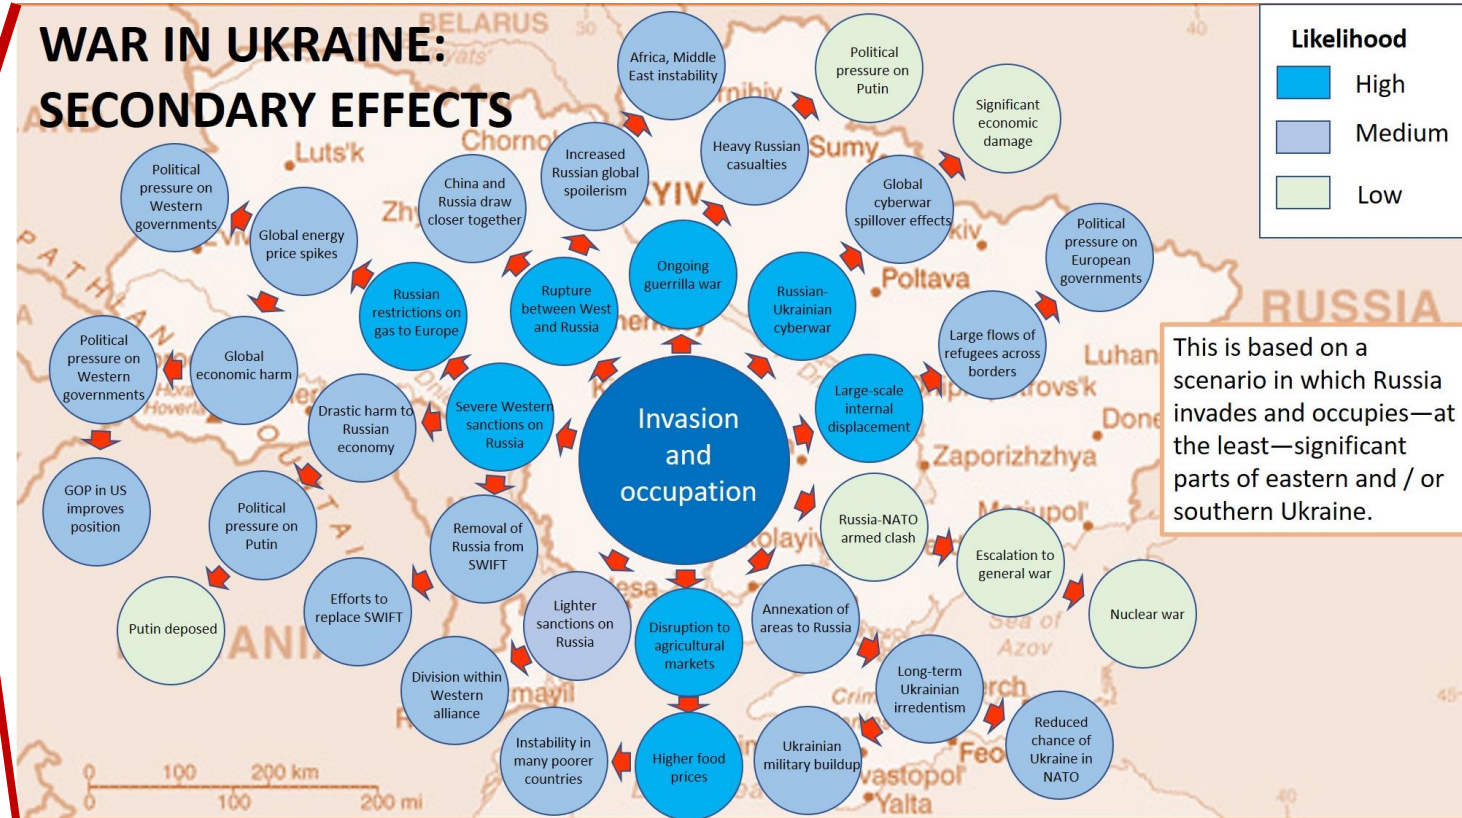 WAR IN UKRAINE:
SECONDARY EFFECTS
Likelihood
High
Medium
Low
This is based on a
scenario in which Russia
invades and occupies—at
the least—significant
parts of eastern and / or
southern Ukraine.
Invasion
and
occupation
Ongoing
guerrilla war
Heavy Russian
casualties
Political
pressure on
Putin
Russian-
Ukrainian
cyberwar
Global
cyberwar
spillover effects
Significant
economic
damage
Large-scale
internal
displacement
Large flows of
refugees across
borders
Political
pressure on
European
governments
Russia-NATO
armed clash
Escalation to
general war
Nuclear war
Annexation of
areas to Russia
Long-term
Ukrainian
irredentism
Ukrainian
military buildup
Reduced
chance of
Ukraine in
NATO
Disruption to
agricultural
markets
Higher food
prices
Instability in
many poorer
countries
Lighter
sanctions on
Russia
Division within
Western
alliance
Severe Western
sanctions on
Russia
Removal of
Russia from
SWIFT
Efforts to
replace SWIFT
Drastic harm to
Russian
economy
Political
pressure on
Putin
Putin deposed
Russian
restrictions on
gas to Europe
Global energy
price spikes
Political
pressure on
Western
governments
Global
economic harm
Political
pressure on
Western
governments
GOP in US
improves
position
Rupture
between West
and Russia
China and
Russia draw
closer together
Increased
Russian global
spoilerism
Africa, Middle
East instability
BELARUS
30
40
Luts'k
Sumy
Poltava
RUSSIA
Zaporizhzhya
Sea of
Azov
Yalta
Hoverla
0 100 200 km
0 100 200 mi
45
40